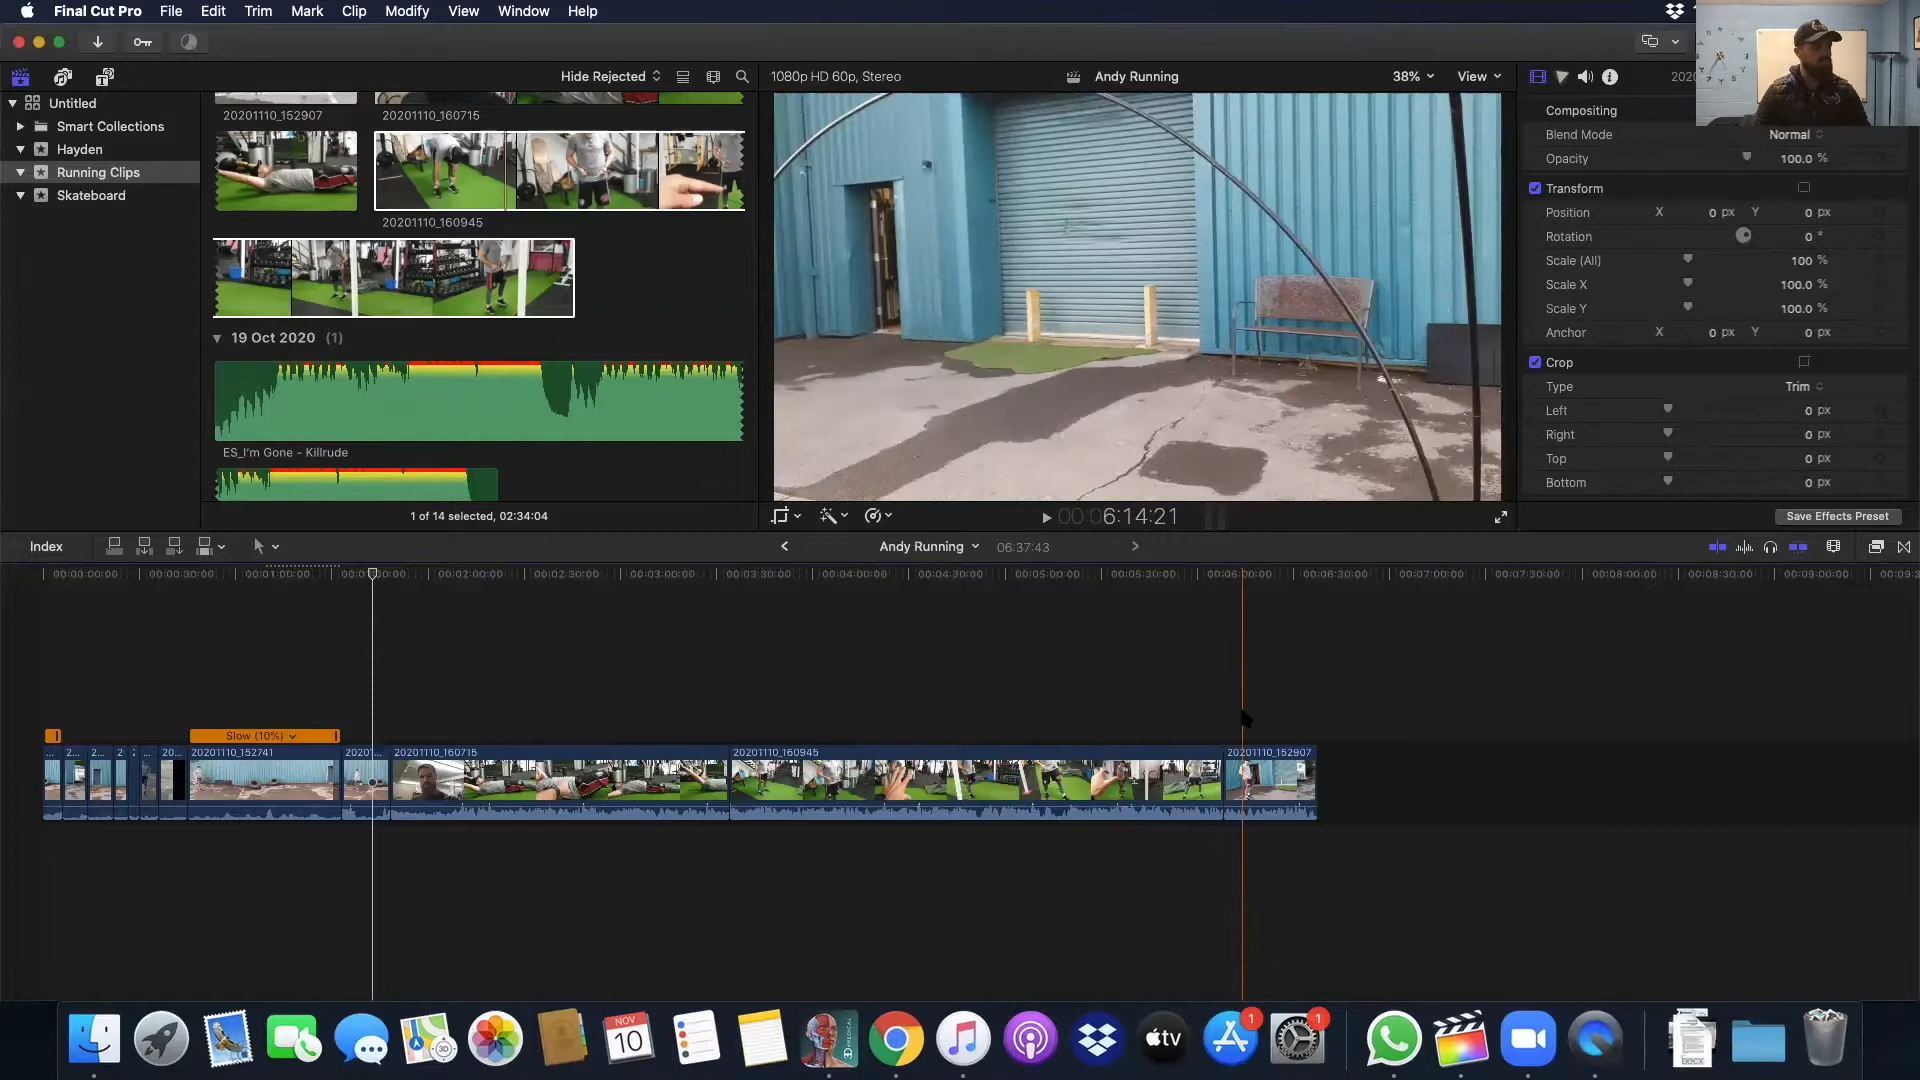 Final Cut Pro File Edit Trim Mark Clip Modify View Window Help
Hide Rejected
1080p HD 60p, Stereo
Andy Running
38%
View
Untitled
Smart Collections
Hayden
Running Clips
Skateboard
20201110_152907
20201110_160715
20201110_160945
19 Oct 2020 (1)
ES_I'm Gone - Killrude
1 of 14 selected, 02:34:04
00:06:14:21
Compositing
Blend Mode Normal
Opacity 100.0 %
Transform
Position X 0 px Y 0 px
Rotation 0 °
Scale (All) 100 %
Scale X 100.0 %
Scale Y 100.0 %
Anchor X 0 px Y 0 px
Crop
Type Trim
Left 0 px
Right 0 px
Top 0 px
Bottom 0 px
Save Effects Preset
Index
Andy Running
06:37:43
00:00:00:00 00:00:30:00 00:01:00:00 00:02:00:00 00:02:30:00 00:03:00:00 00:03:30:00 00:04:00:00 00:04:30:00 00:05:00:00 00:05:30:00 00:06:00:00 00:06:30:00 00:07:00:00 00:07:30:00 00:08:00:00 00:08:30:00 00:09:00:00
Slow (10%)
... 2... 2... 2 ... 20... 20201110_152741 20201... 20201110_160715 20201110_160945 20201110_152907
NOV
10
3D
tv
1
1
DOCX